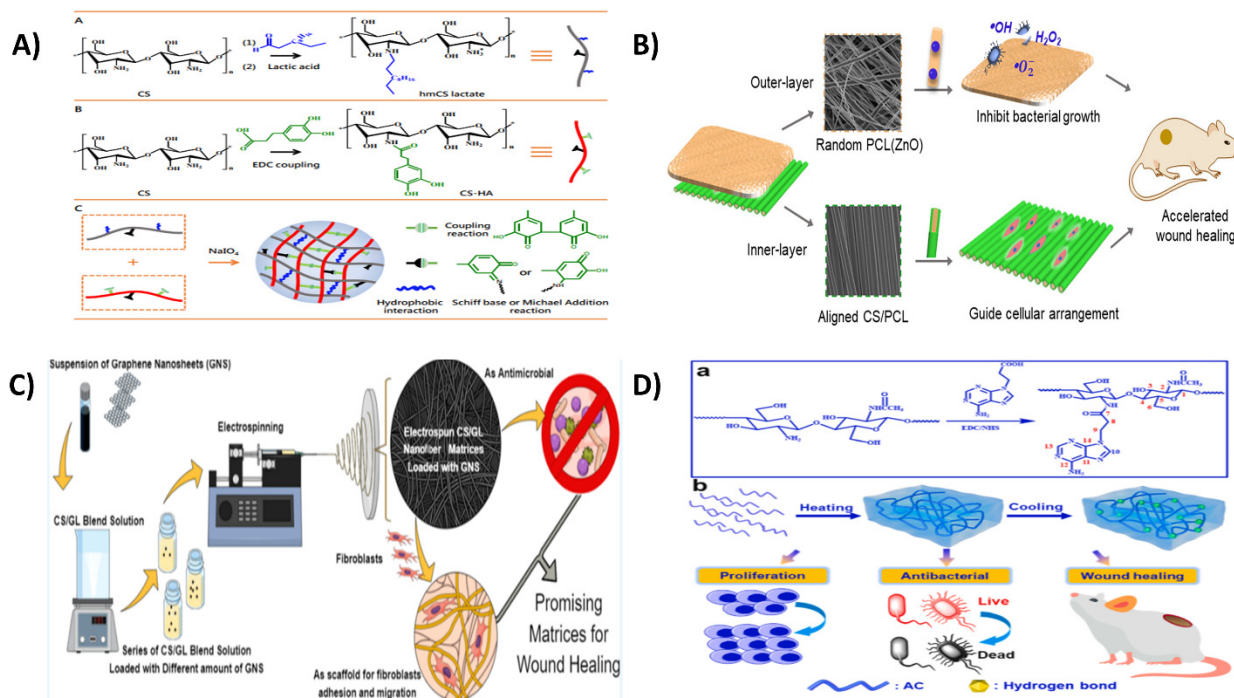 A)
A
CS
(1)
(2) Lactic acid
hmCS lactate
B
CS
EDC coupling
CS-HA
C
+
NaIO4
Coupling
reaction
or
Hydrophobic
interaction
Schiff base or Michael Addition
reaction
B)
Outer-layer
Random PCL(ZnO)
•OH
H2O2
•O2-
Inhibit bacterial growth
Inner-layer
Aligned CS/PCL
Guide cellular arrangement
Accelerated
wound healing
C)
Suspension of Graphene Nanosheets (GNS)
Electrospinning
CS/GL Blend Solution
Series of CS/GL Blend Solution
Loaded with Different amount of GNS
Electrospun CS/GL
Nanofiber Matrices
Loaded with GNS
As Antimicrobial
Fibroblasts
As scaffold for fibroblasts
adhesion and migration
Promising
Matrices for
Wound Healing
D)
a
EDC/NHS
b
Heating
Cooling
Proliferation
Antibacterial
Wound healing
Live
Dead
: AC
: Hydrogen bond